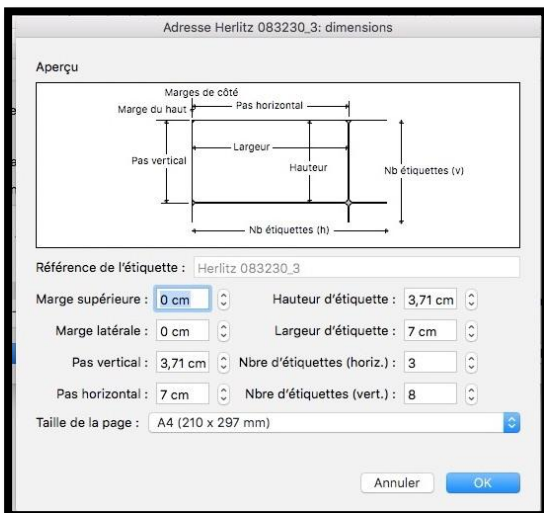 Adresse Herlitz 083230_3: dimensions
Aperçu
Marges de côté
Marge du haut
Pas horizontal
Largeur
Pas vertical
Hauteur
Nb étiquettes (v)
Nb étiquettes (h)
Référence de l'étiquette : Herlitz 083230_3
Marge supérieure : 0 cm Hauteur d'étiquette : 3,71 cm
Marge latérale : 0 cm Largeur d'étiquette : 7 cm
Pas vertical : 3,71 cm Nbre d'étiquettes (horiz.) : 3
Pas horizontal : 7 cm Nbre d'étiquettes (vert.) : 8
Taille de la page : A4 (210 x 297 mm)
Annuler OK